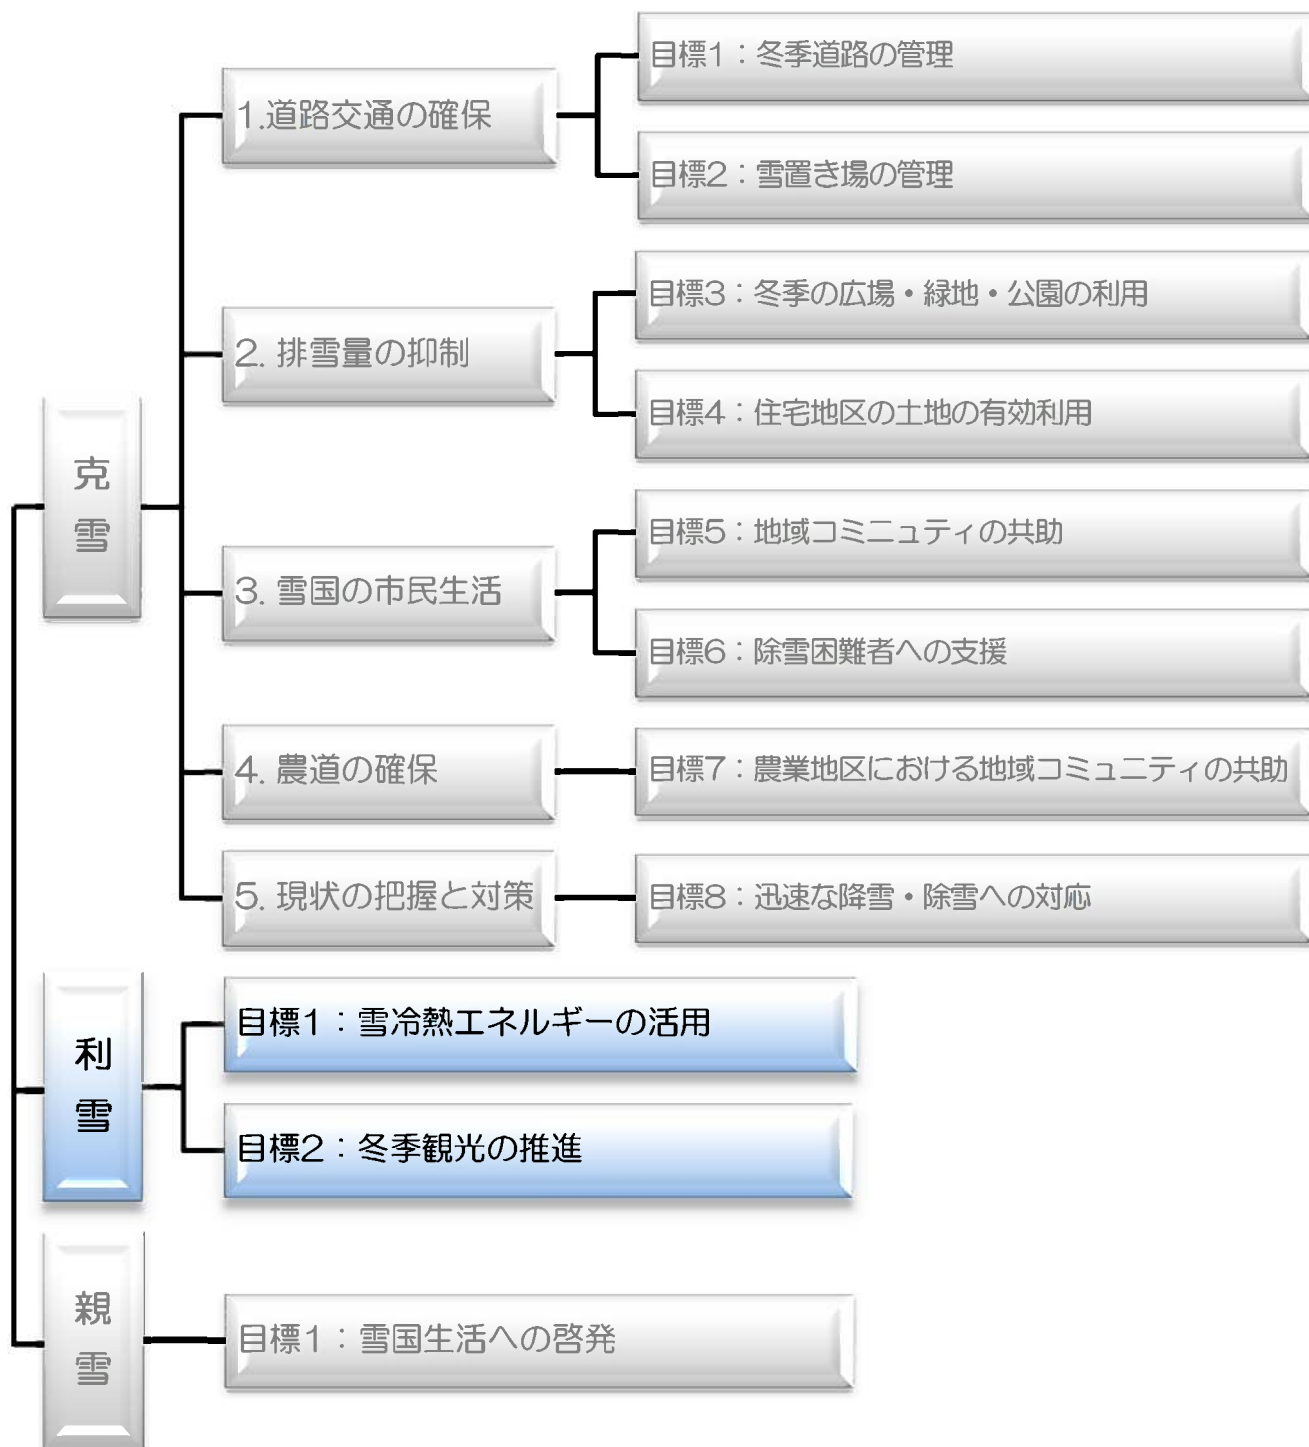 克雪
1.道路交通の確保
目標1：冬季道路の管理
目標2：雪置き場の管理
2. 排雪量の抑制
目標3：冬季の広場・緑地・公園の利用
目標4：住宅地区の土地の有効利用
3. 雪国の市民生活
目標5：地域コミニュティの共助
目標6：除雪困難者への支援
4. 農道の確保
目標7：農業地区における地域コミュニティの共助
5. 現状の把握と対策
目標8：迅速な降雪・除雪への対応
利雪
目標1：雪冷熱エネルギーの活用
目標2：冬季観光の推進
親雪
目標1：雪国生活への啓発